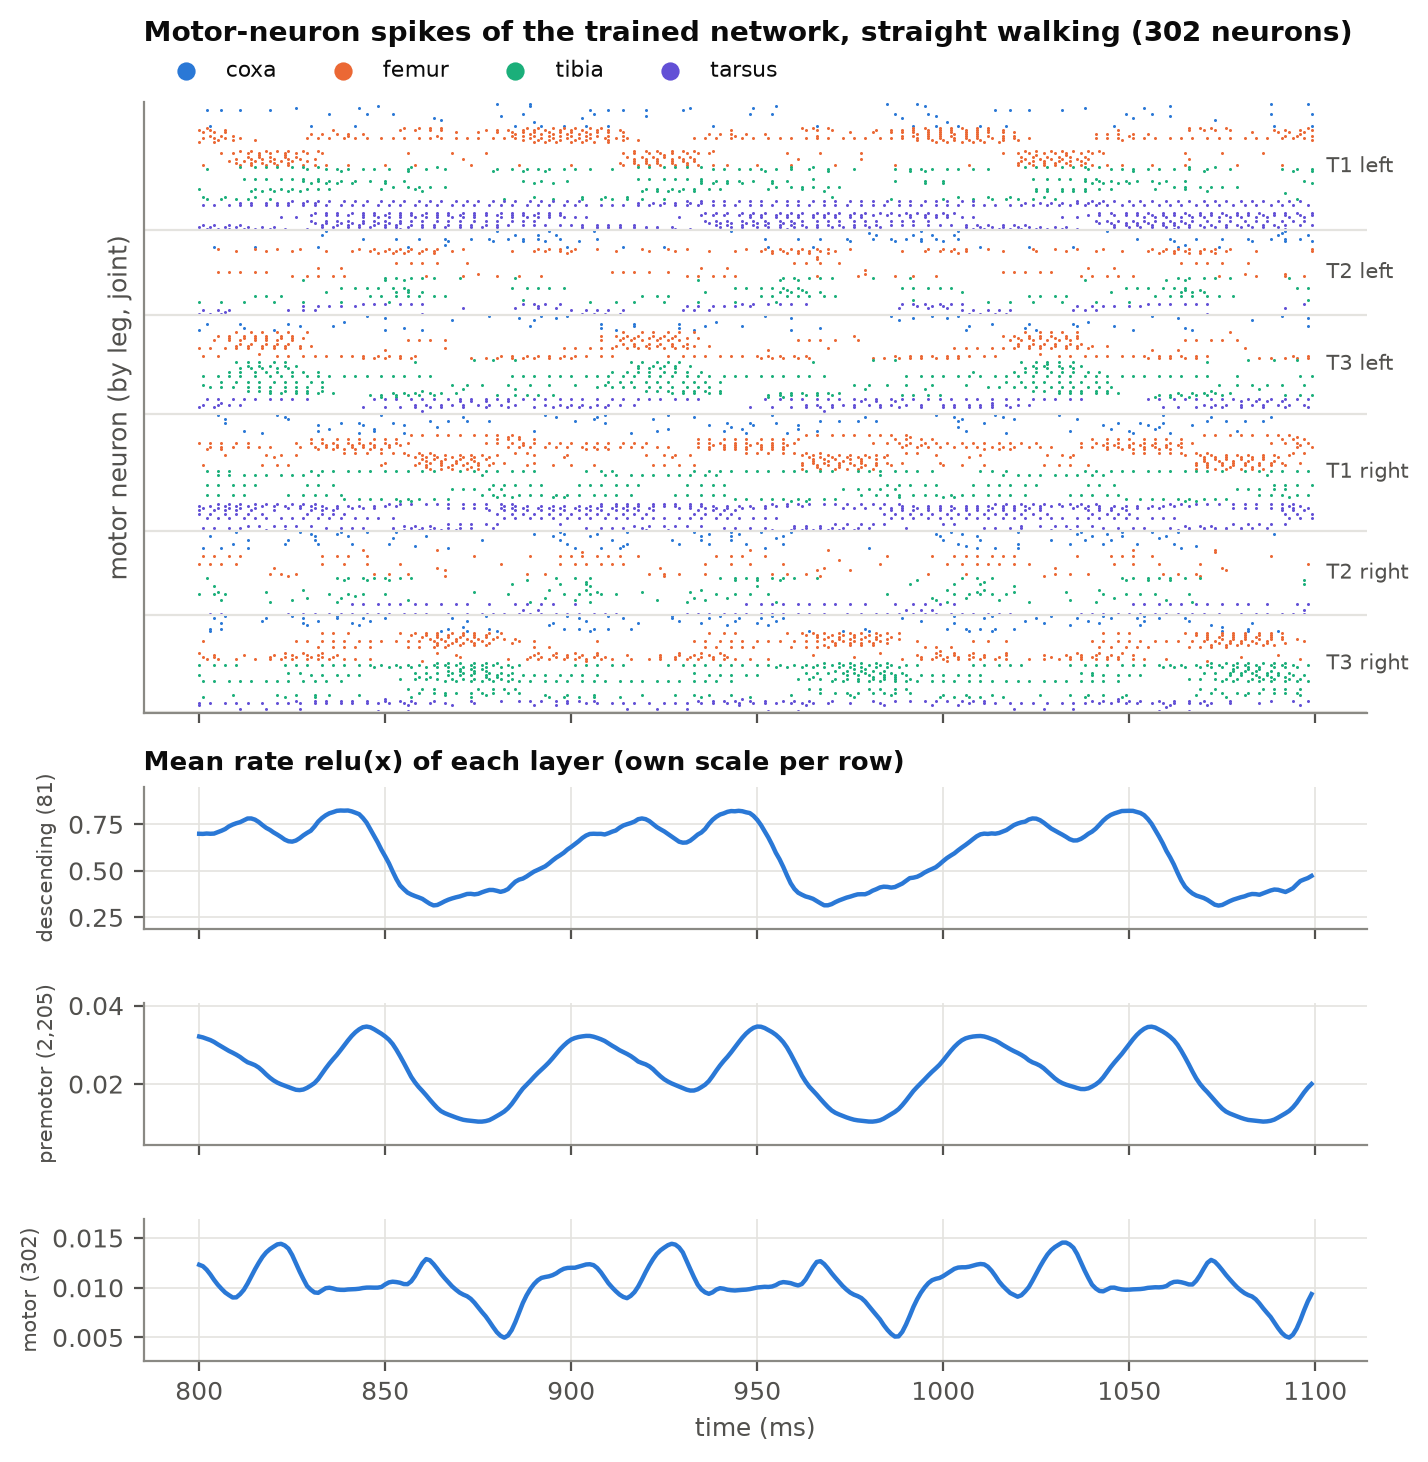 Motor-neuron spikes of the trained network, straight walking (302 neurons)
coxa femur tibia tarsus
motor neuron (by leg, joint)
T1 left
T2 left
T3 left
T1 right
T2 right
T3 right
Mean rate relu(x) of each layer (own scale per row)
descending (81)
0.75
0.50
0.25
premotor (2,205)
0.04
0.02
motor (302)
0.015
0.010
0.005
800 850 900 950 1000 1050 1100
time (ms)